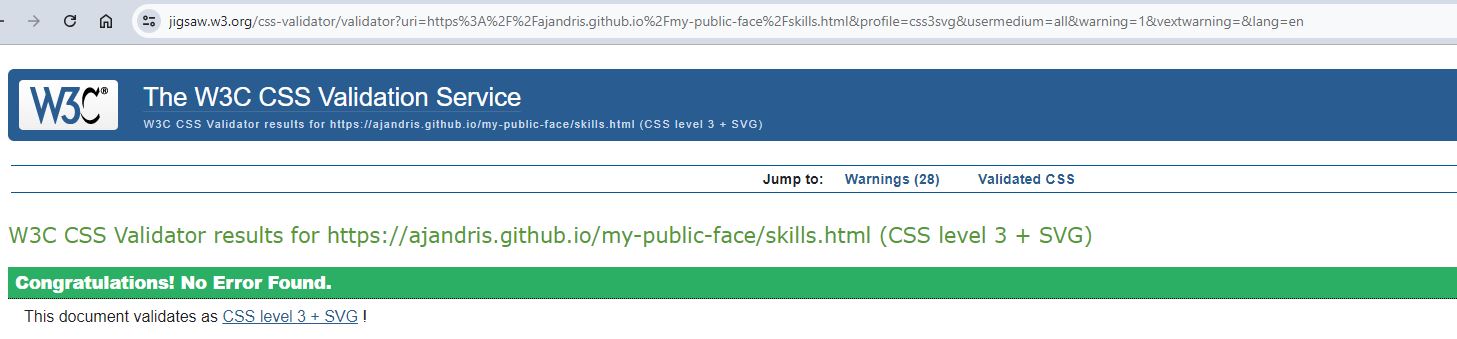 jigsaw.w3.org/css-validator/validator?uri=https%3A%2F%2Fajandris.github.io%2Fmy-public-face%2Fskills.html&profile=css3svg&usermedium=all&warning=1&vextwarning=&lang=en
W3C®
The W3C CSS Validation Service
W3C CSS Validator results for https://ajandris.github.io/my-public-face/skills.html (CSS level 3 + SVG)
Jump to: Warnings (28) Validated CSS
W3C CSS Validator results for https://ajandris.github.io/my-public-face/skills.html (CSS level 3 + SVG)
Congratulations! No Error Found.
This document validates as CSS level 3 + SVG !